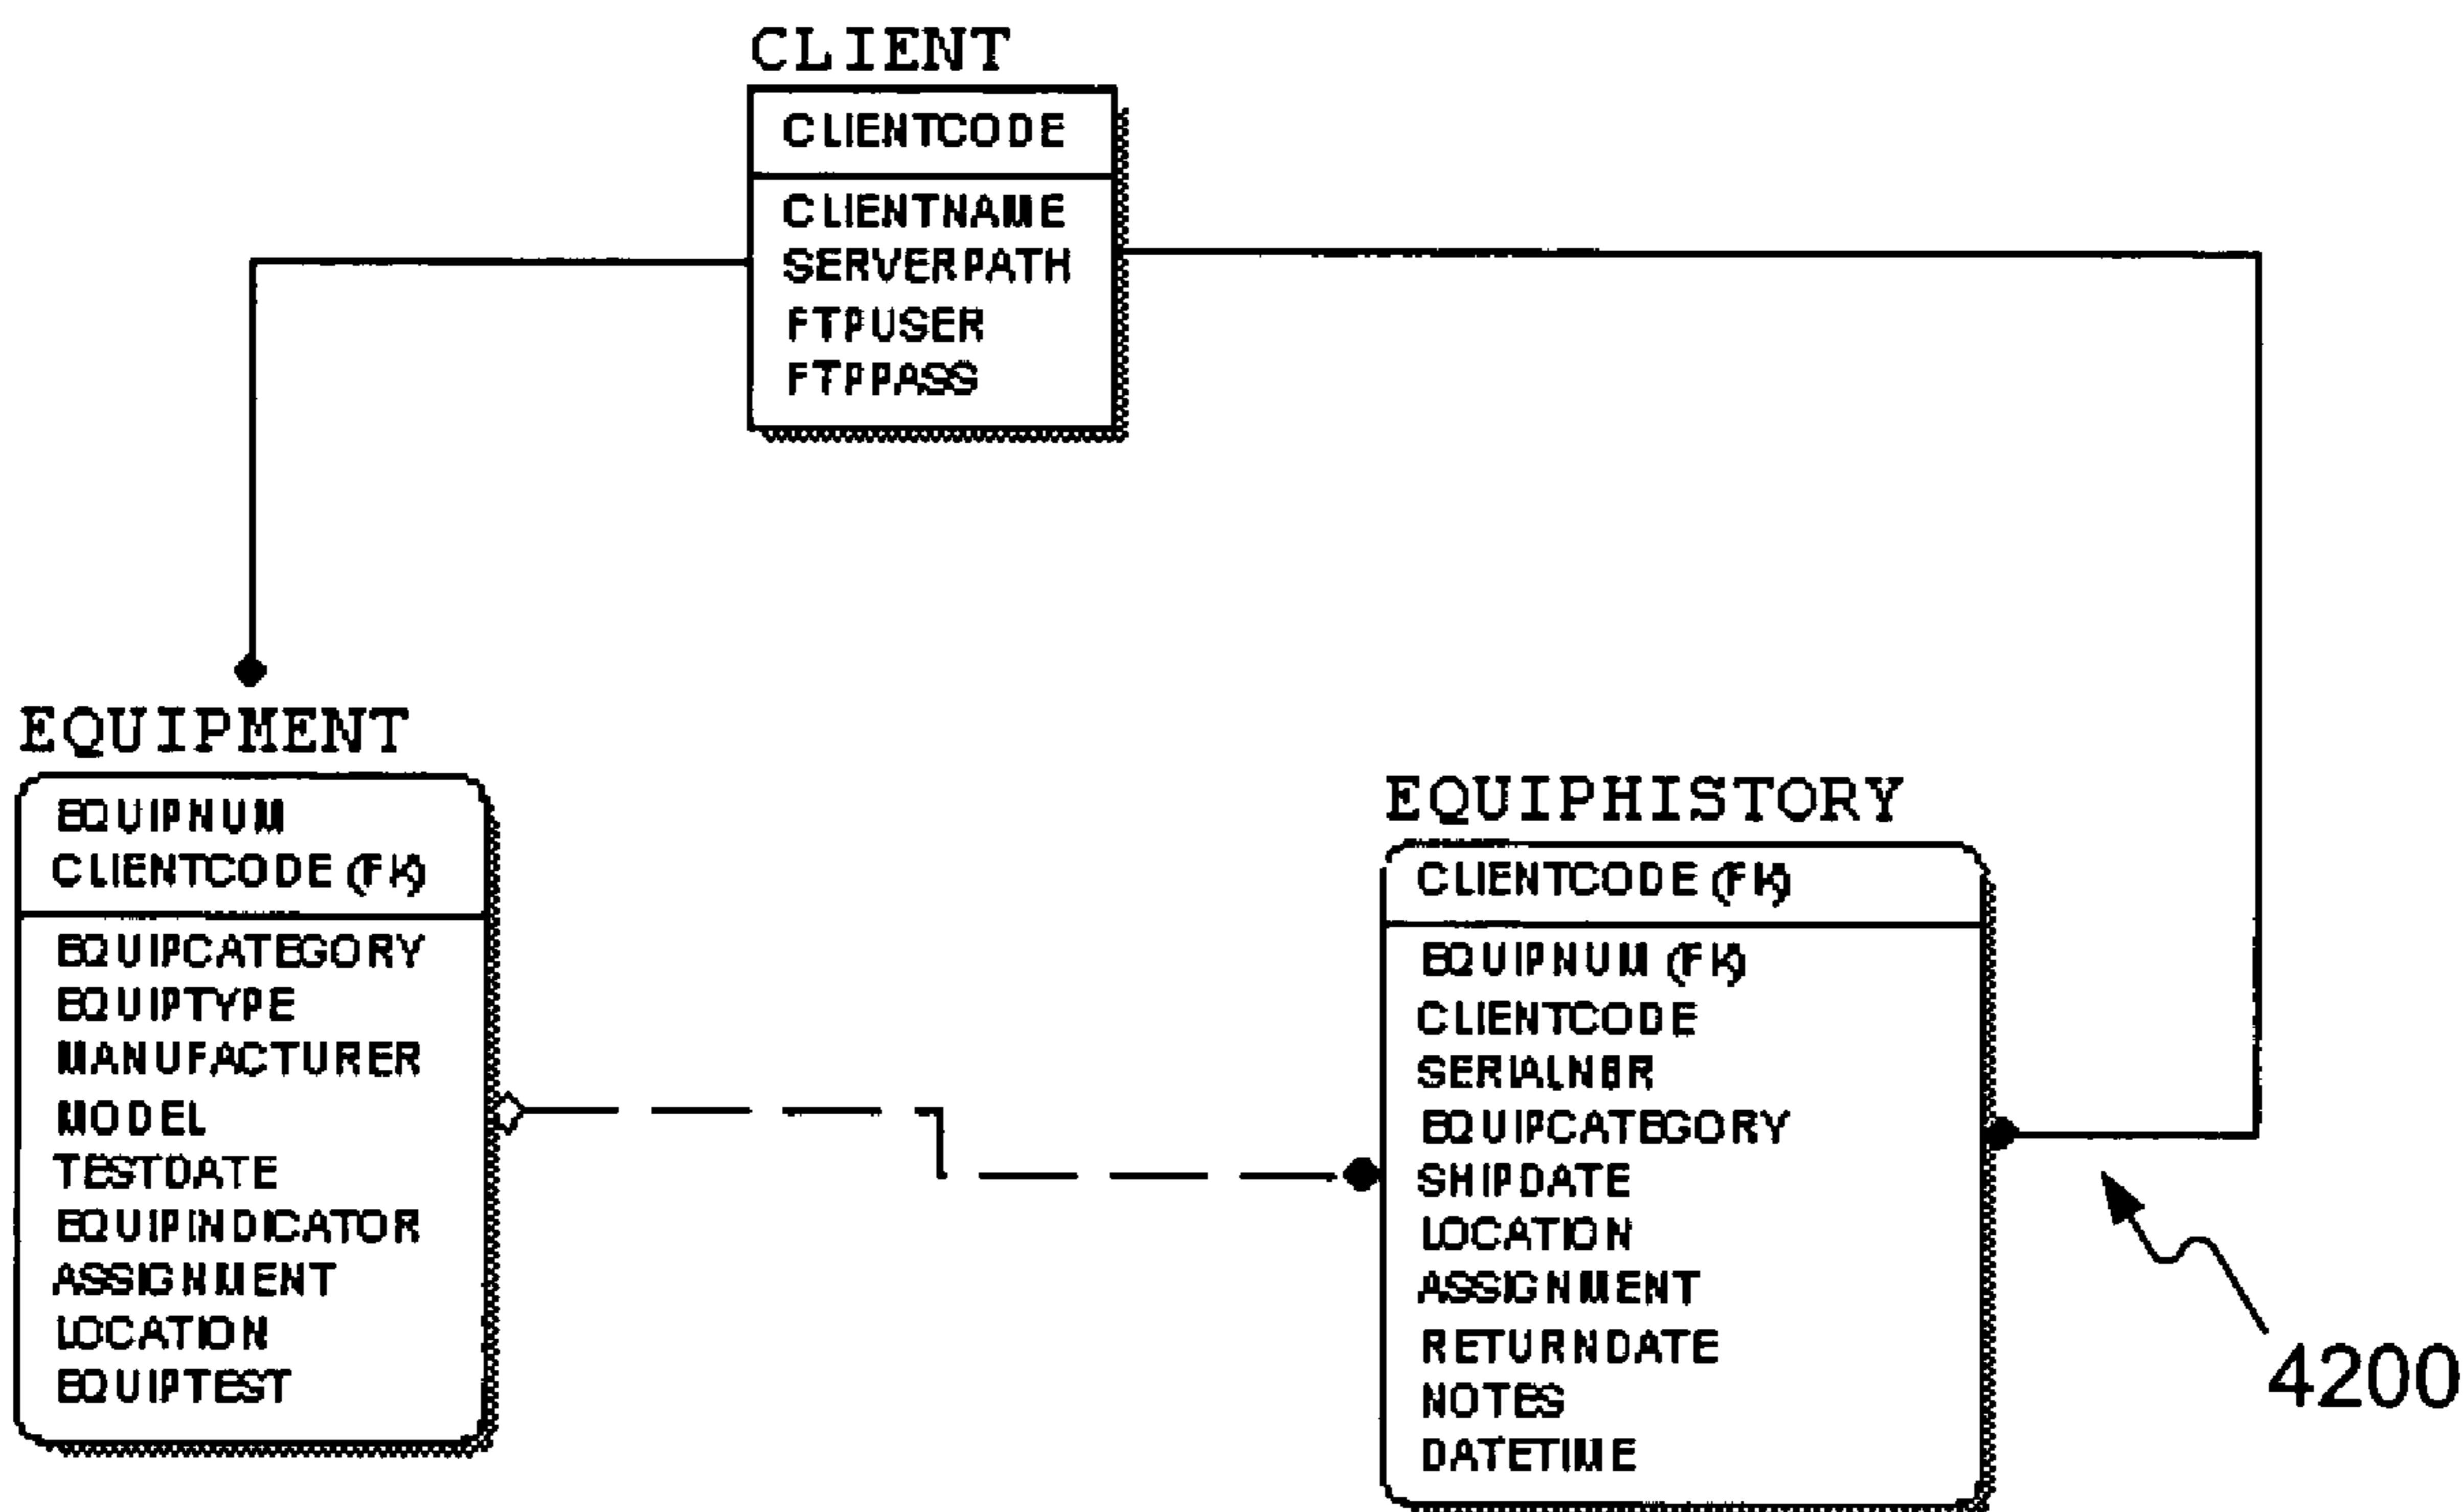 CLIENT
CLIENTCODE
CLIENTNAME
SERVERPATH
FTPUSER
FTPPASS
EQUIPMENT
EQUIPNUM
CLIENTCODE (FK)
EQUIPCATEGORY
EQUIPTYPE
MANUFACTURER
MODEL
TESTDATE
EQUIPINDICATOR
ASSIGNMENT
LOCATION
EQUIPTEST
EQUIPHISTORY
CLIENTCODE (FK)
EQUIPNUM (FK)
CLIENTCODE
SERIALNBR
EQUIPCATEGORY
SHIPDATE
LOCATION
ASSIGNMENT
RETURNDATE
NOTES
DATETIME
4200